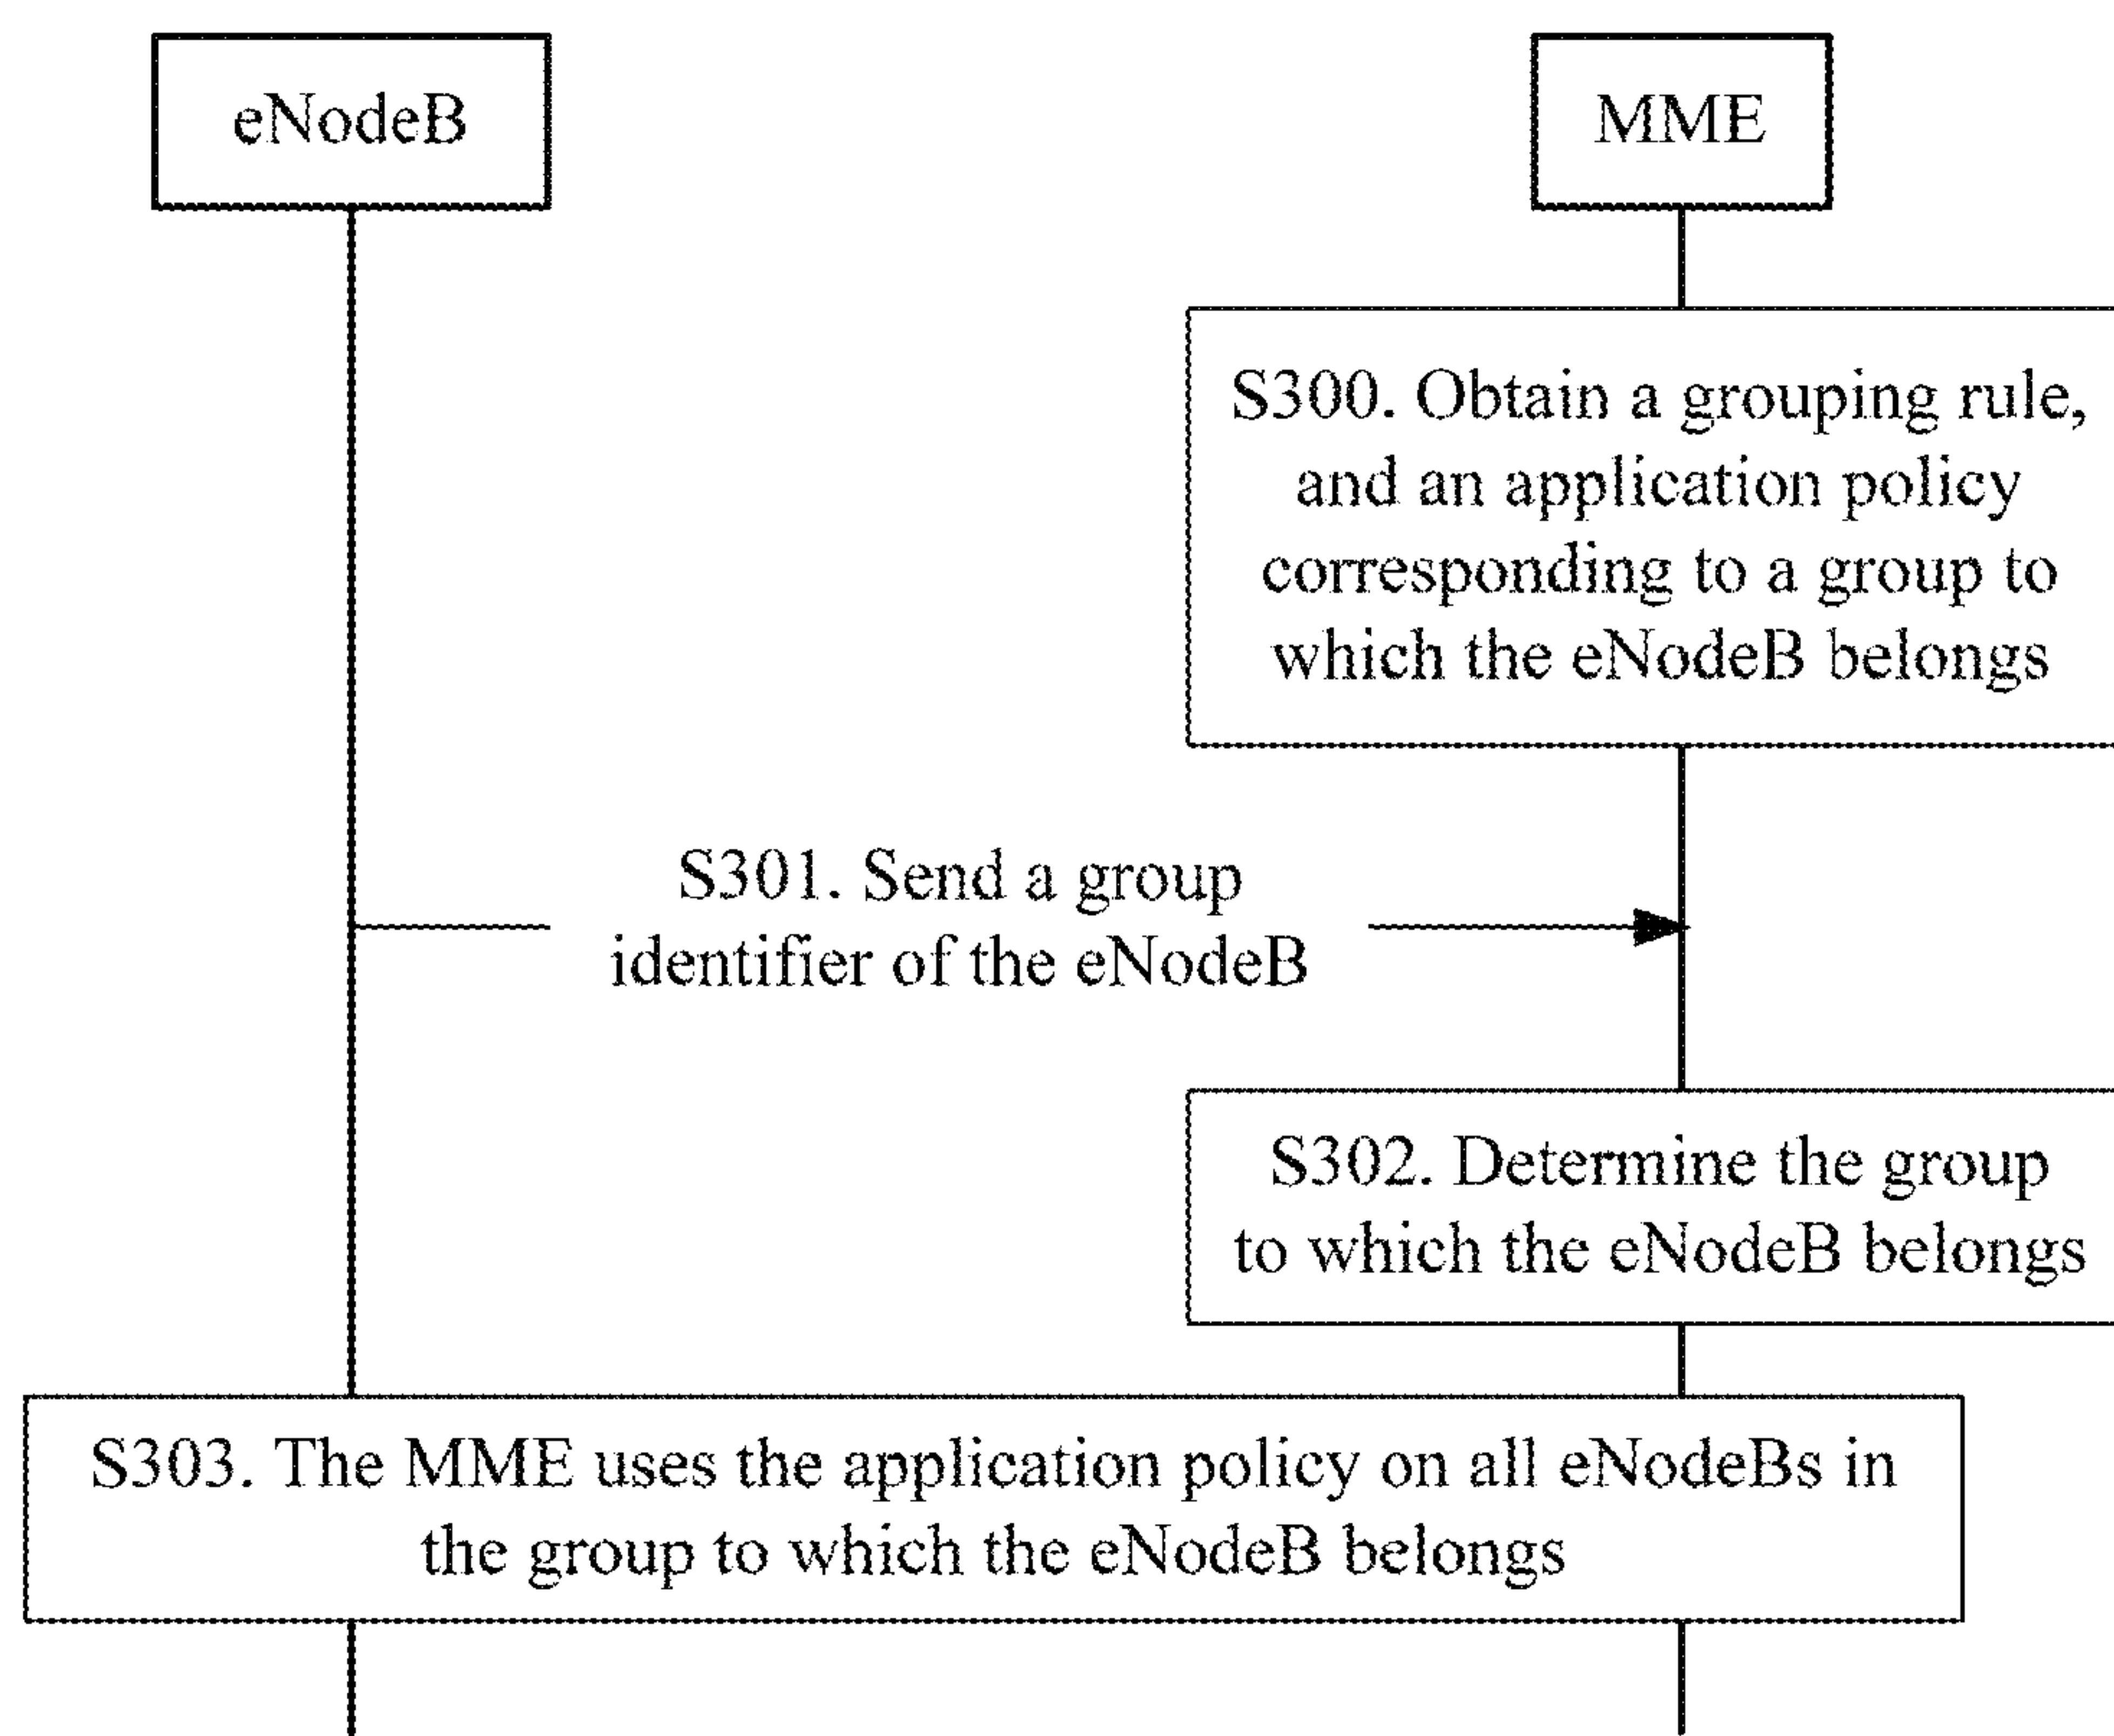 eNodeB
MME
S300. Obtain a grouping rule,
and an application policy
corresponding to a group to
which the eNodeB belongs
S301. Send a group
identifier of the eNodeB
S302. Determine the group
to which the eNodeB belongs
S303. The MME uses the application policy on all eNodeBs in
the group to which the eNodeB belongs